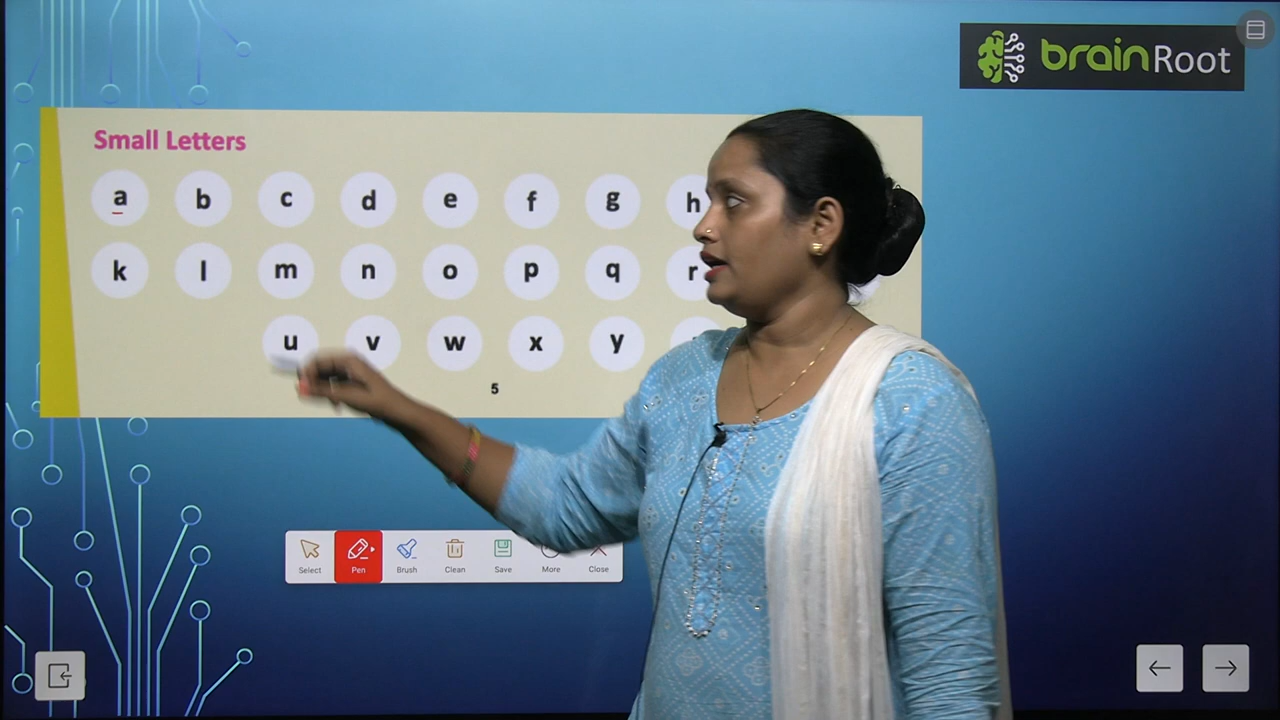 brainRoot
Small Letters
a b c d e f g h
k l m n o p q r
u v w x y
5
Select Pen Brush Clean Save More Close